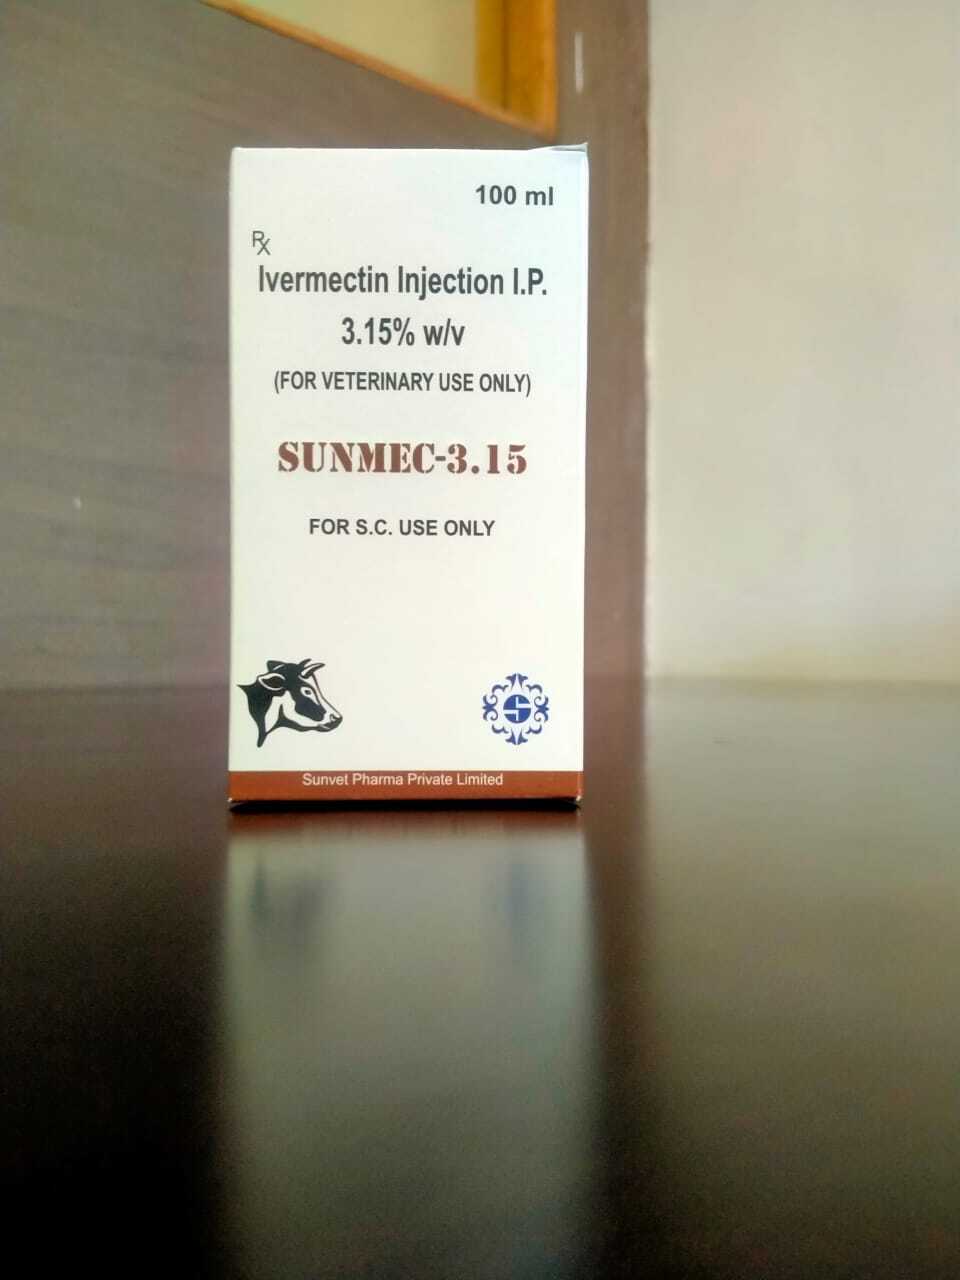 100 ml
Rx
Ivermectin Injection I.P.
3.15% w/v
(FOR VETERINARY USE ONLY)
SUNMEC-3.15
FOR S.C. USE ONLY
S
Sunvet Pharma Private Limited